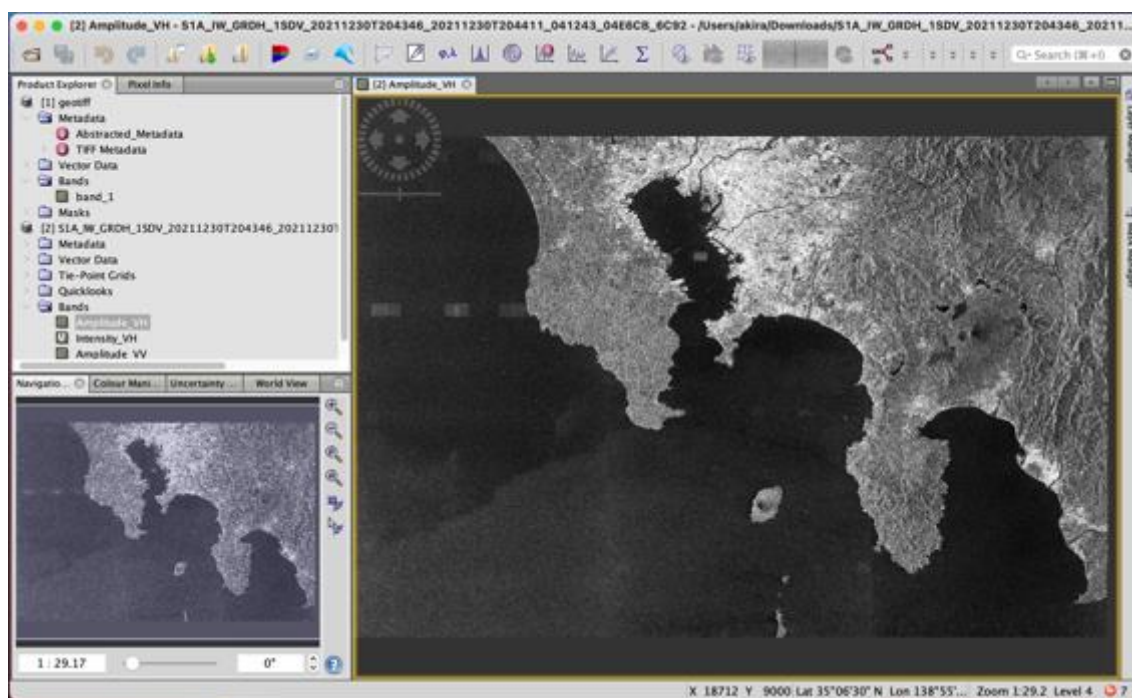 [2] Amplitude_VH - S1A_IW_GRDH_1SDV_20211230T204346_20211230T204411_041243_04E6C8_6C92 - /Users/akira/Downloads/S1A_IW_GRDH_1SDV_20211230T204346_20211...
Search (⌘+I)
Product Explorer Pixel Info
[1] geotiff
Metadata
Abstracted_Metadata
TIFF Metadata
Vector Data
Bands
band_1
Masks
[2] S1A_IW_GRDH_1SDV_20211230T204346_20211230T
Metadata
Vector Data
Tie-Point Grids
Quicklooks
Bands
Amplitude_VH
Intensity_VH
Amplitude_VV
[2] Amplitude_VH
Navigatio... Colour Mani... Uncertainty ... World View
1 : 29.17 0°
X 18712 Y 9000 Lat 35°06'30" N Lon 138°55'... Zoom 1:29.2 Level 4